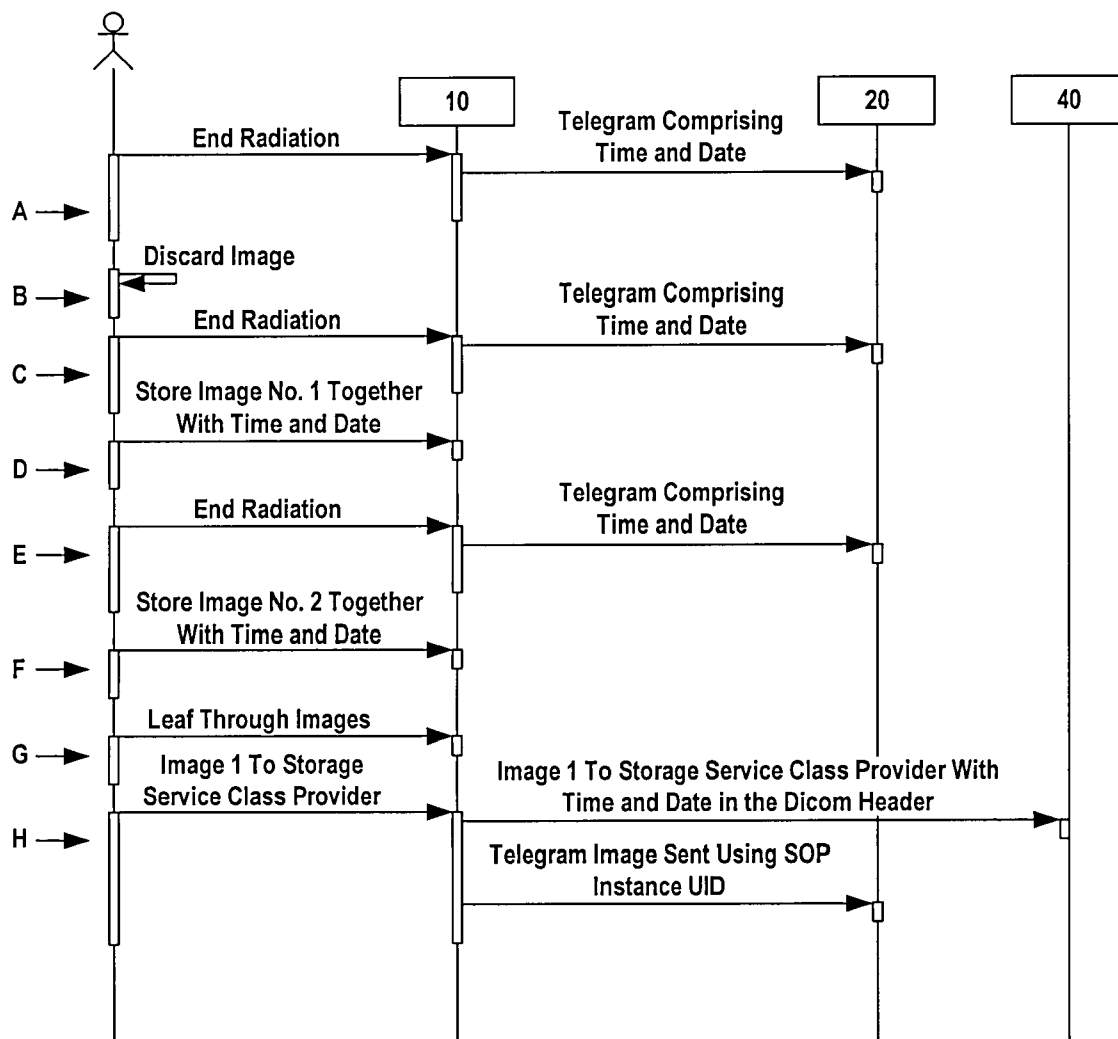 10
20
40
End Radiation
Telegram Comprising
Time and Date
A
Discard Image
B
End Radiation
Telegram Comprising
Time and Date
C
Store Image No. 1 Together
With Time and Date
D
End Radiation
Telegram Comprising
Time and Date
E
Store Image No. 2 Together
With Time and Date
F
Leaf Through Images
G
Image 1 To Storage
Service Class Provider
Image 1 To Storage Service Class Provider With
Time and Date in the Dicom Header
H
Telegram Image Sent Using SOP
Instance UID